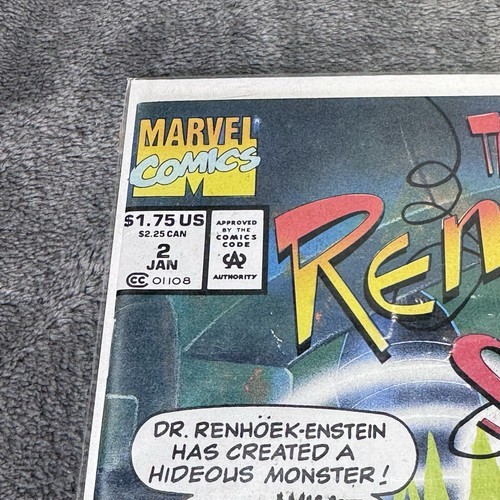 MARVEL
COMICS
M
$1.75 US
$2.25 CAN
2
JAN
CC 01108
APPROVED
BY THE
COMICS
CODE
CA
AUTHORITY
T
REN
S
DR. RENHÖEK-ENSTEIN
HAS CREATED A
HIDEOUS MONSTER!